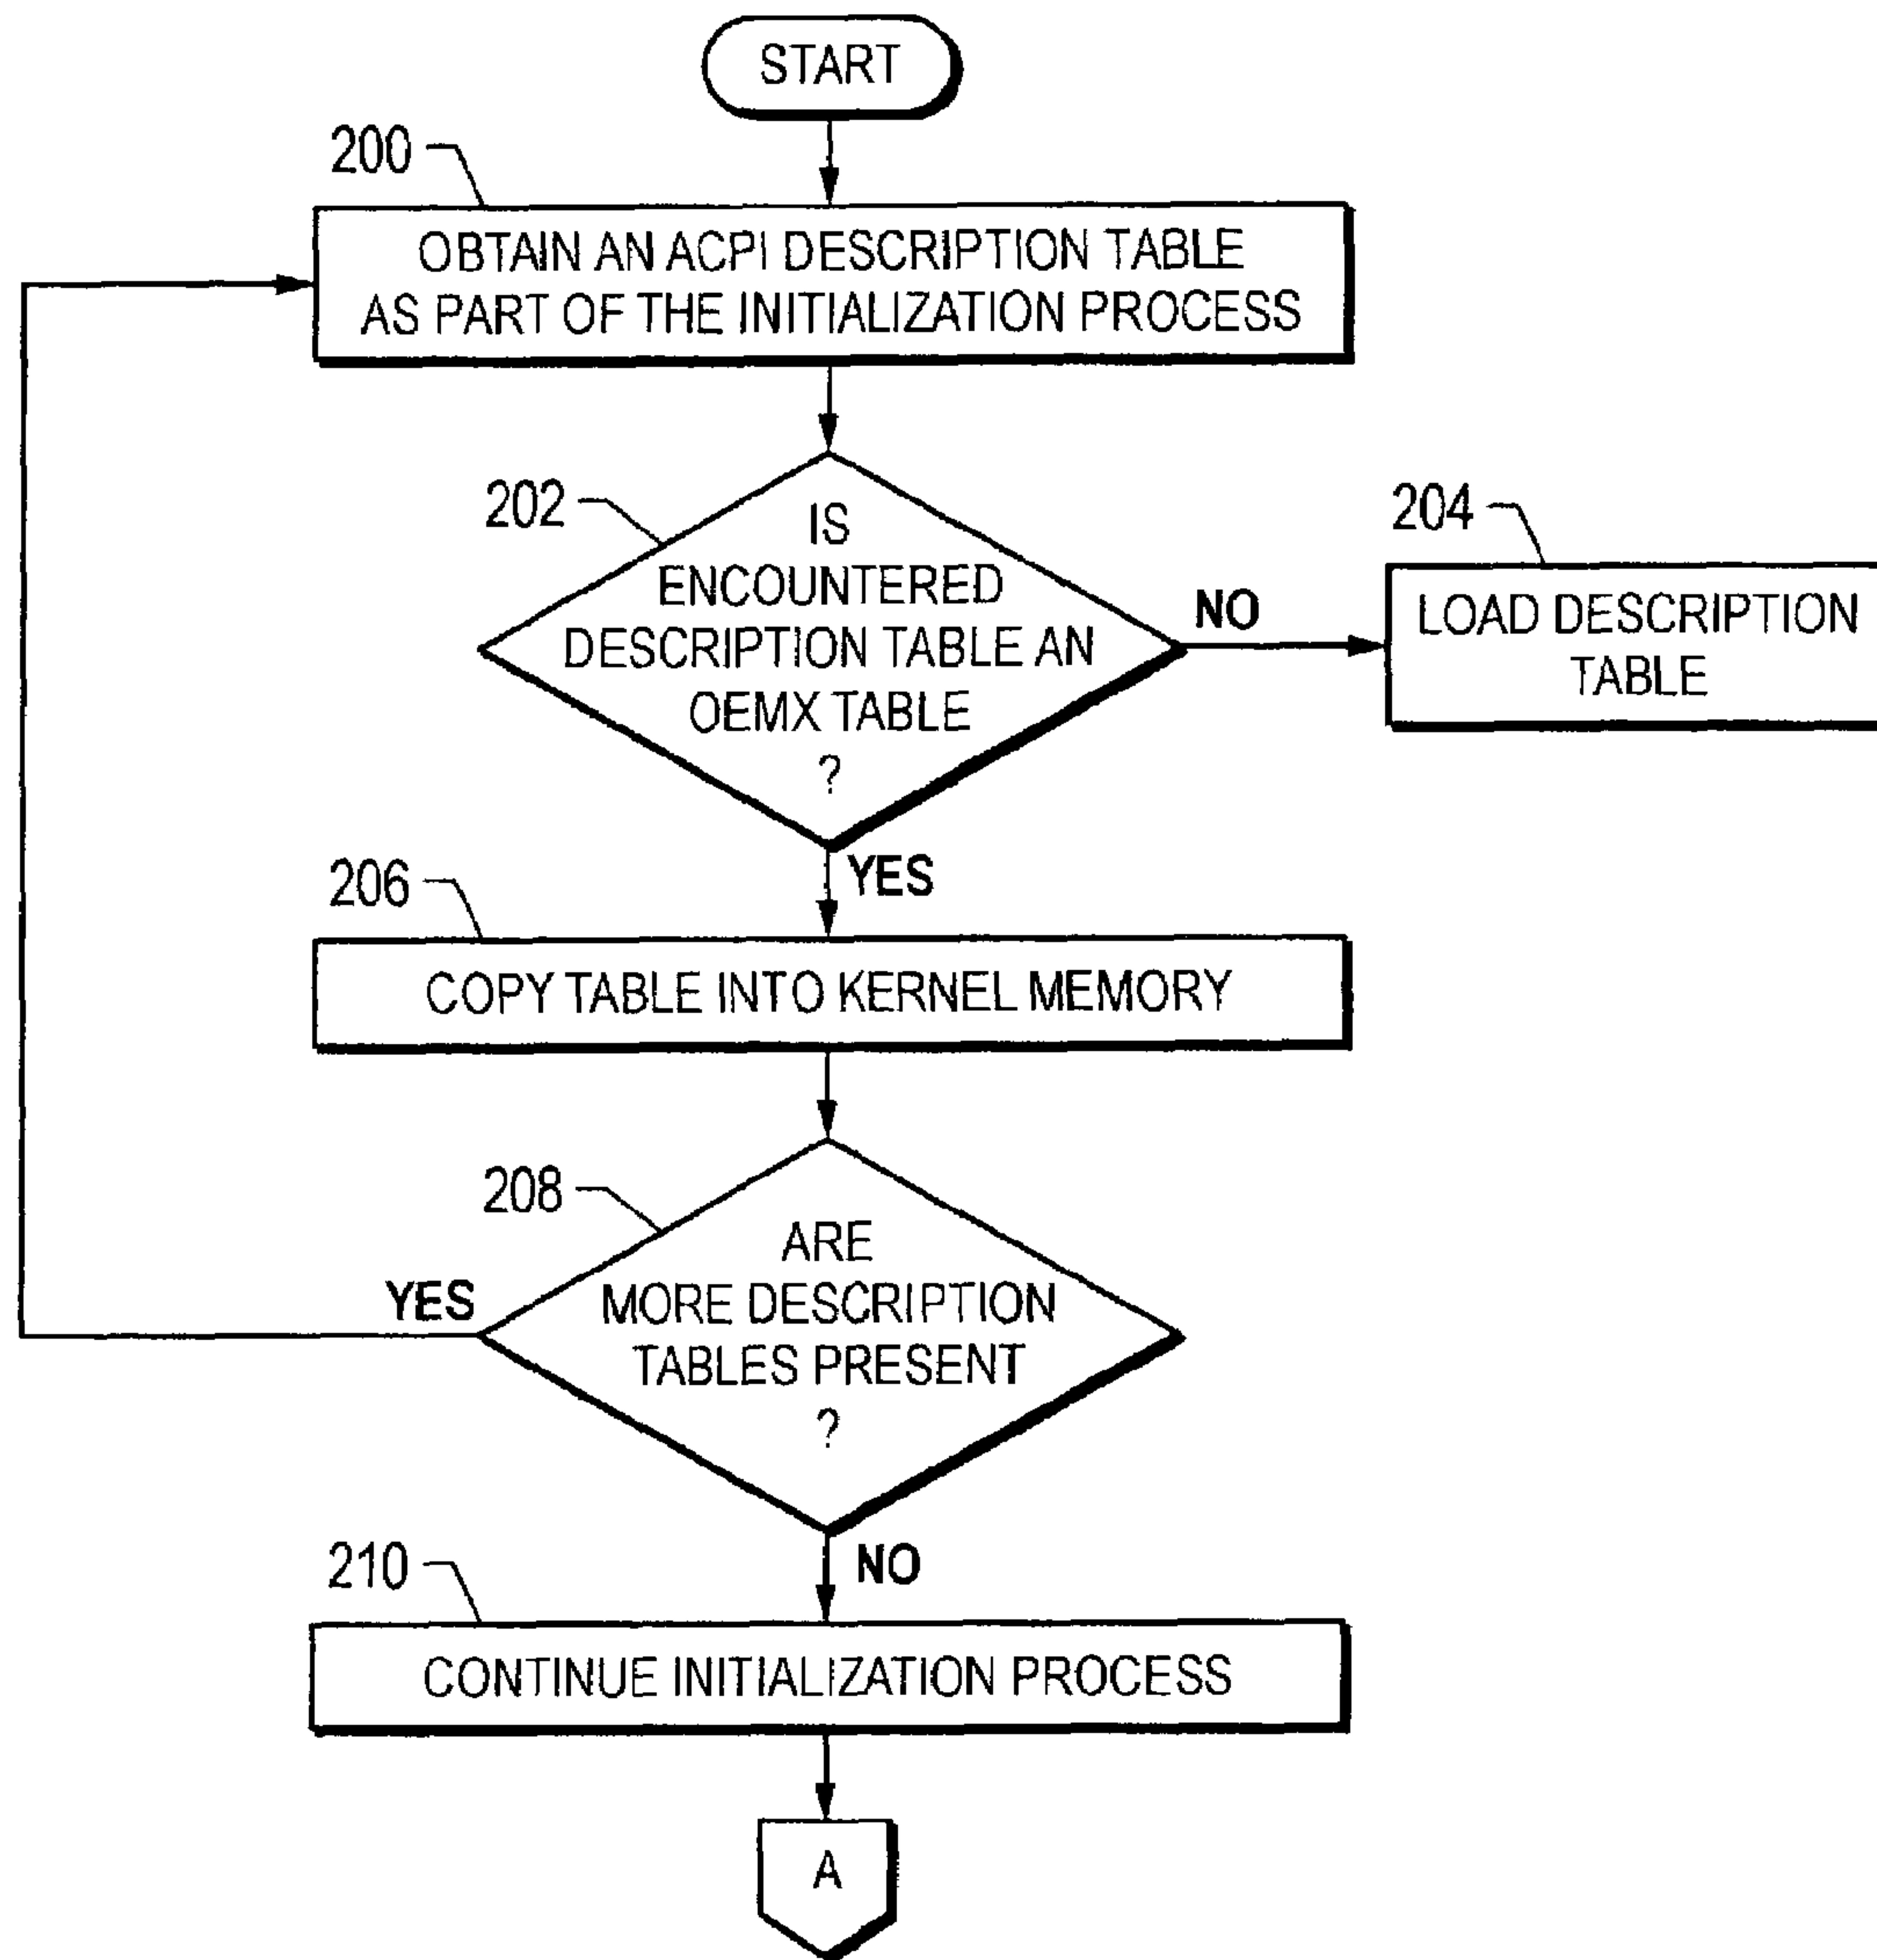 START
200
OBTAIN AN ACPI DESCRIPTION TABLE
AS PART OF THE INITIALIZATION PROCESS
202
IS
ENCOUNTERED
DESCRIPTION TABLE AN
OEMX TABLE
?
NO
204
LOAD DESCRIPTION
TABLE
YES
206
COPY TABLE INTO KERNEL MEMORY
208
ARE
MORE DESCRIPTION
TABLES PRESENT
?
YES
NO
210
CONTINUE INITIALIZATION PROCESS
A